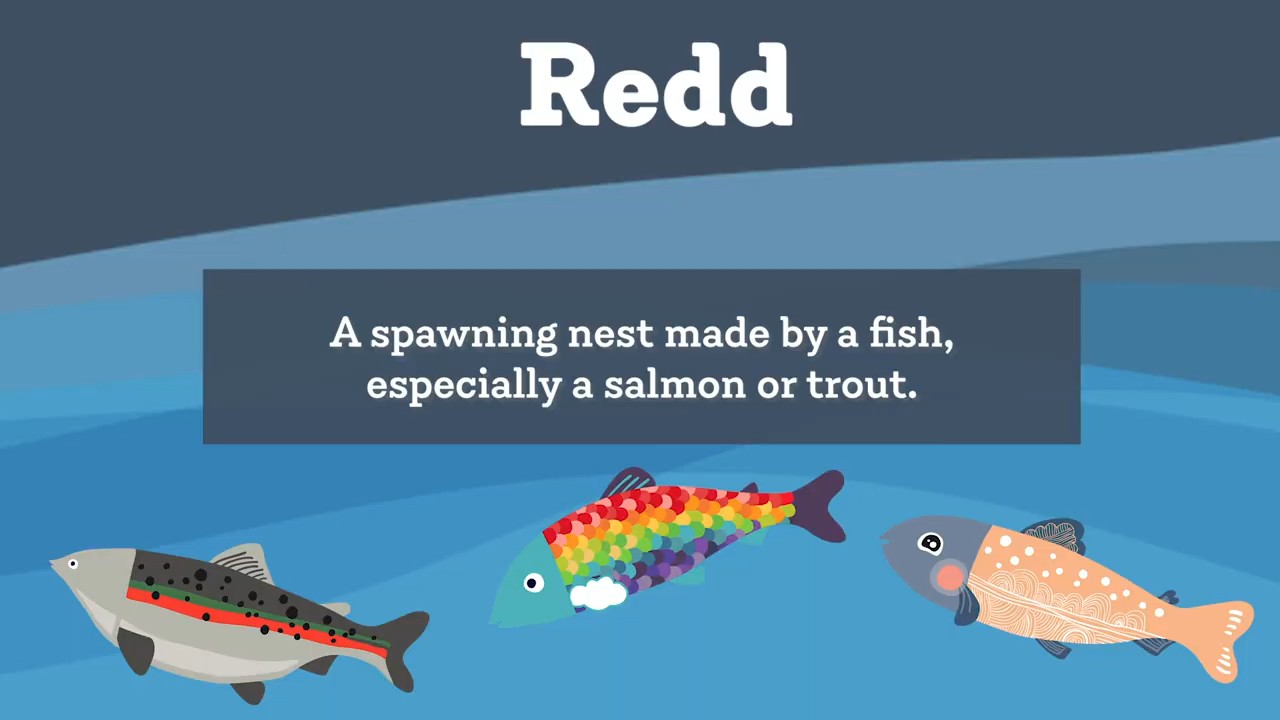 Redd
A spawning nest made by a fish,
especially a salmon or trout.